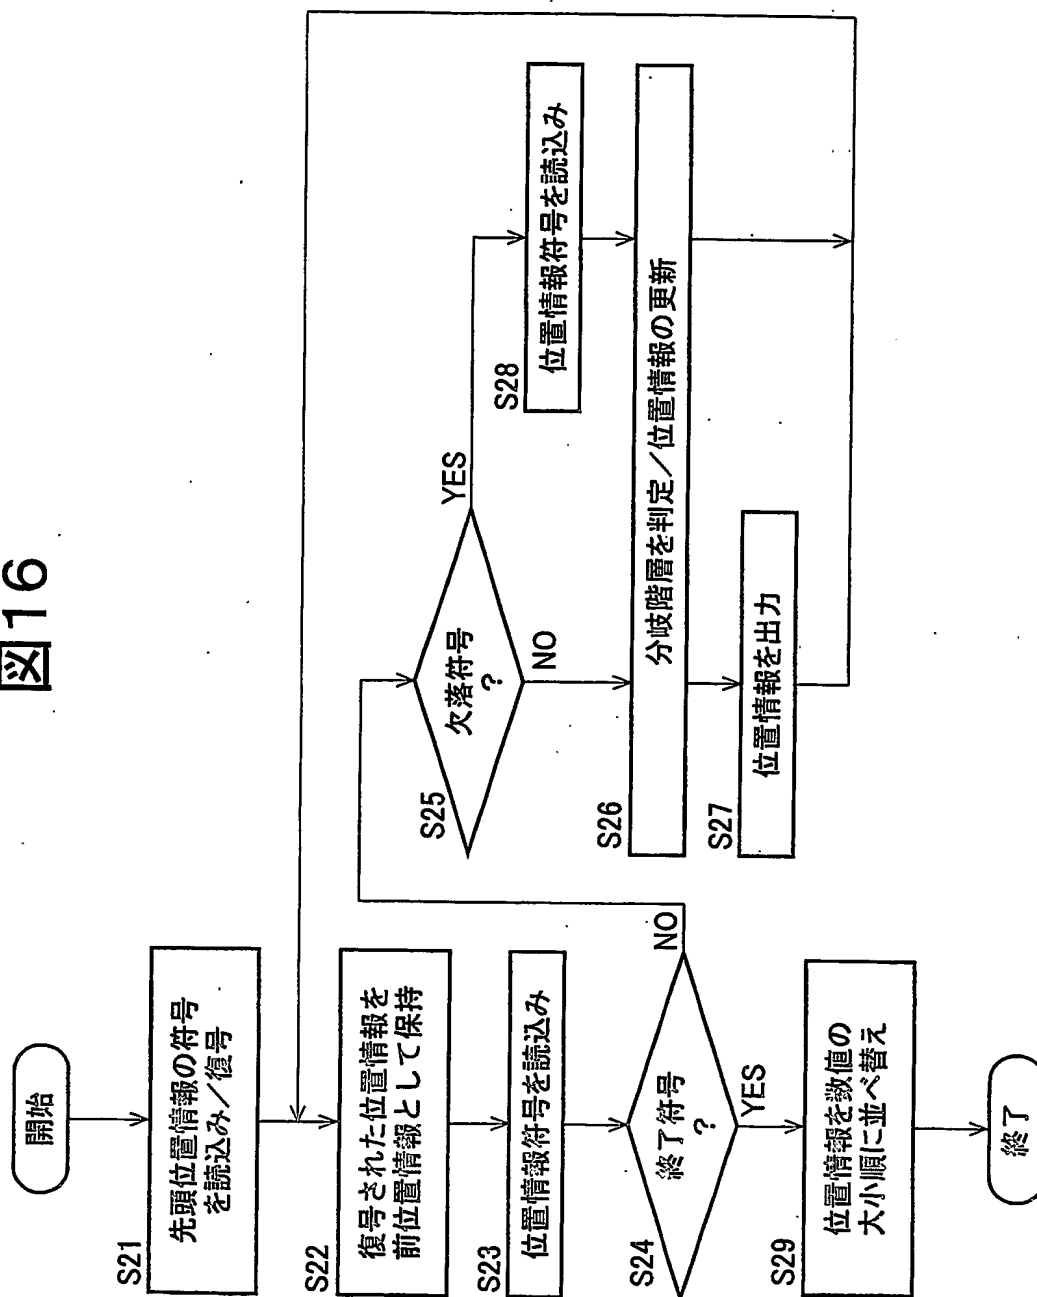 図16
開始
S21
先頭位置情報の符号
を読込み／復号
S22
復号された位置情報を
前位置情報として保持
S23
位置情報符号を読込み
S24
終了符号
?
NO
YES
S29
位置情報を数値の
大小順に並べ替え
終了
S25
欠落符号
?
YES
NO
S28
位置情報符号を読込み
S26
分岐階層を判定／位置情報の更新
S27
位置情報を出力